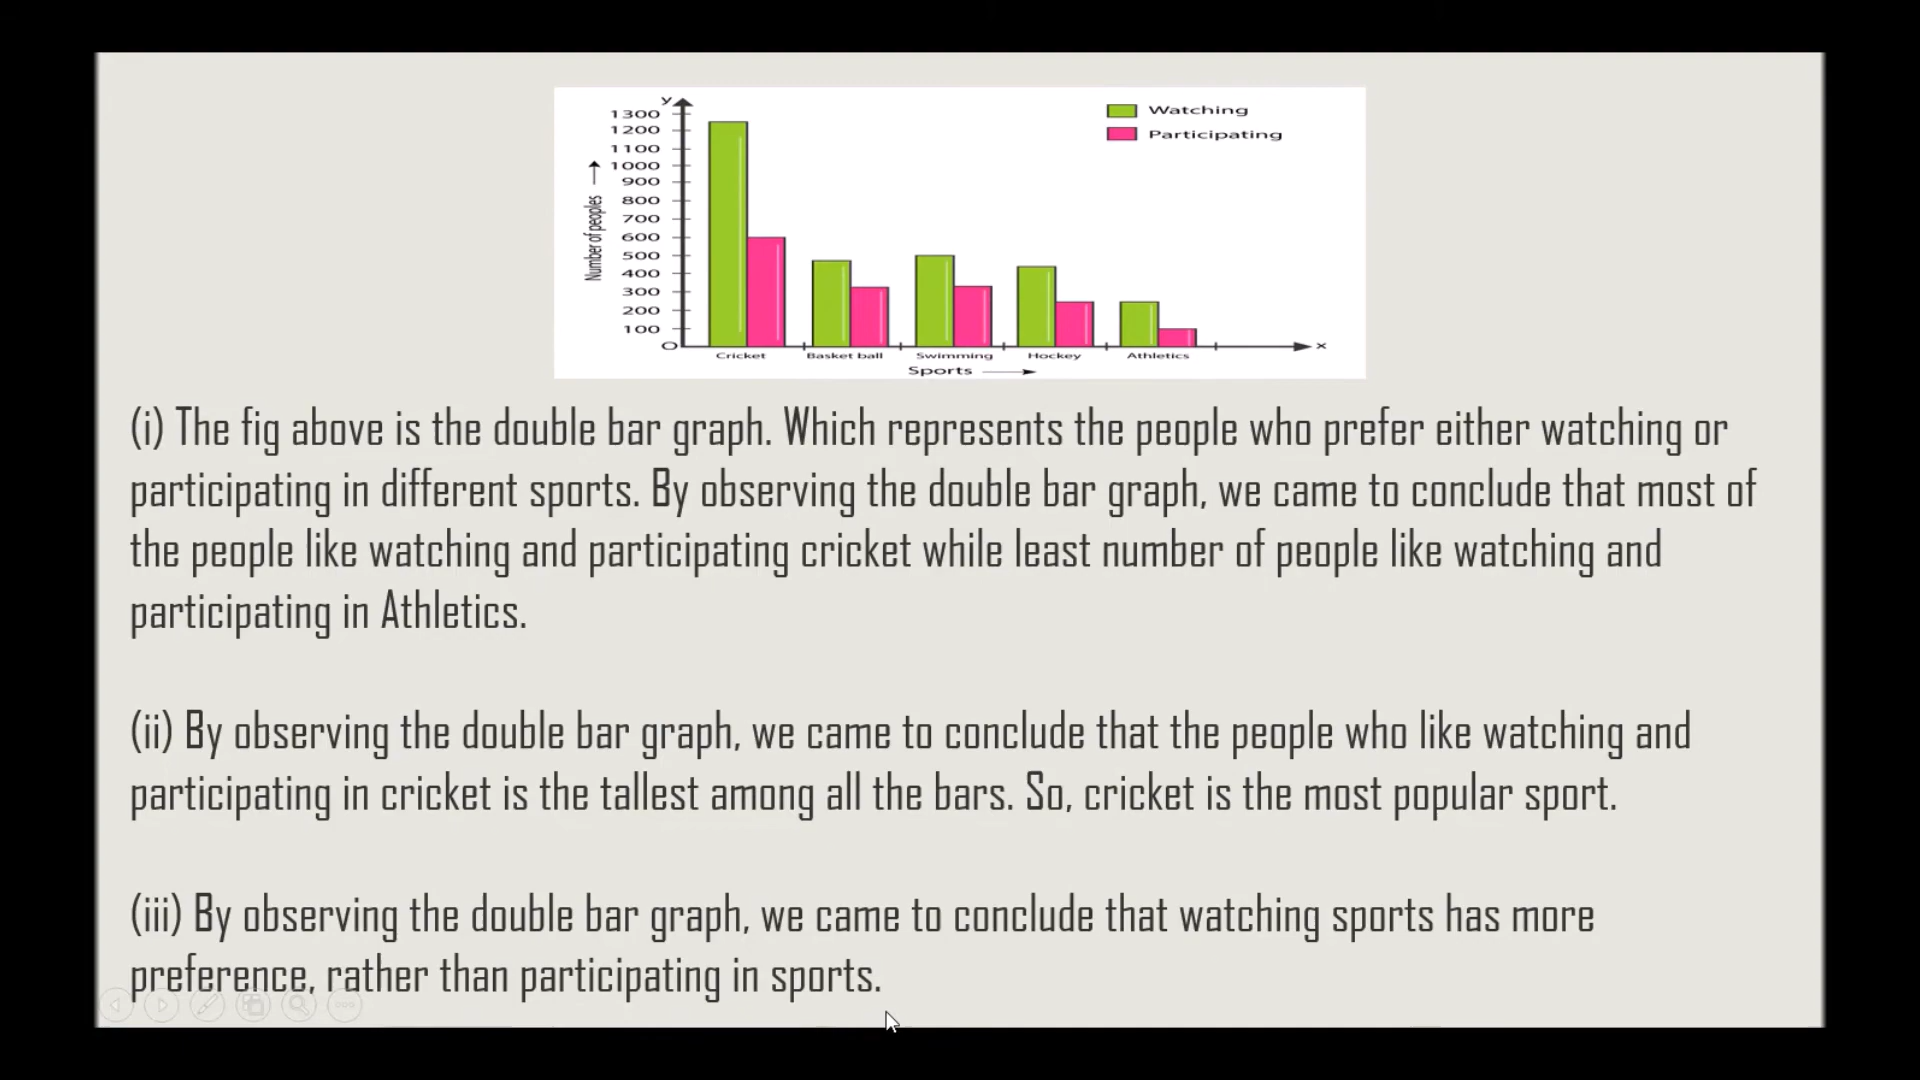 y
1300
1200
1100
1000
900
800
700
600
500
400
300
200
100
O
Number of peoples
Watching
Participating
Cricket Basket ball Swimming Hockey Athletics
x
Sports
(i) The fig above is the double bar graph. Which represents the people who prefer either watching or
participating in different sports. By observing the double bar graph, we came to conclude that most of
the people like watching and participating cricket while least number of people like watching and
participating in Athletics.
(ii) By observing the double bar graph, we came to conclude that the people who like watching and
participating in cricket is the tallest among all the bars. So, cricket is the most popular sport.
(iii) By observing the double bar graph, we came to conclude that watching sports has more
preference, rather than participating in sports.